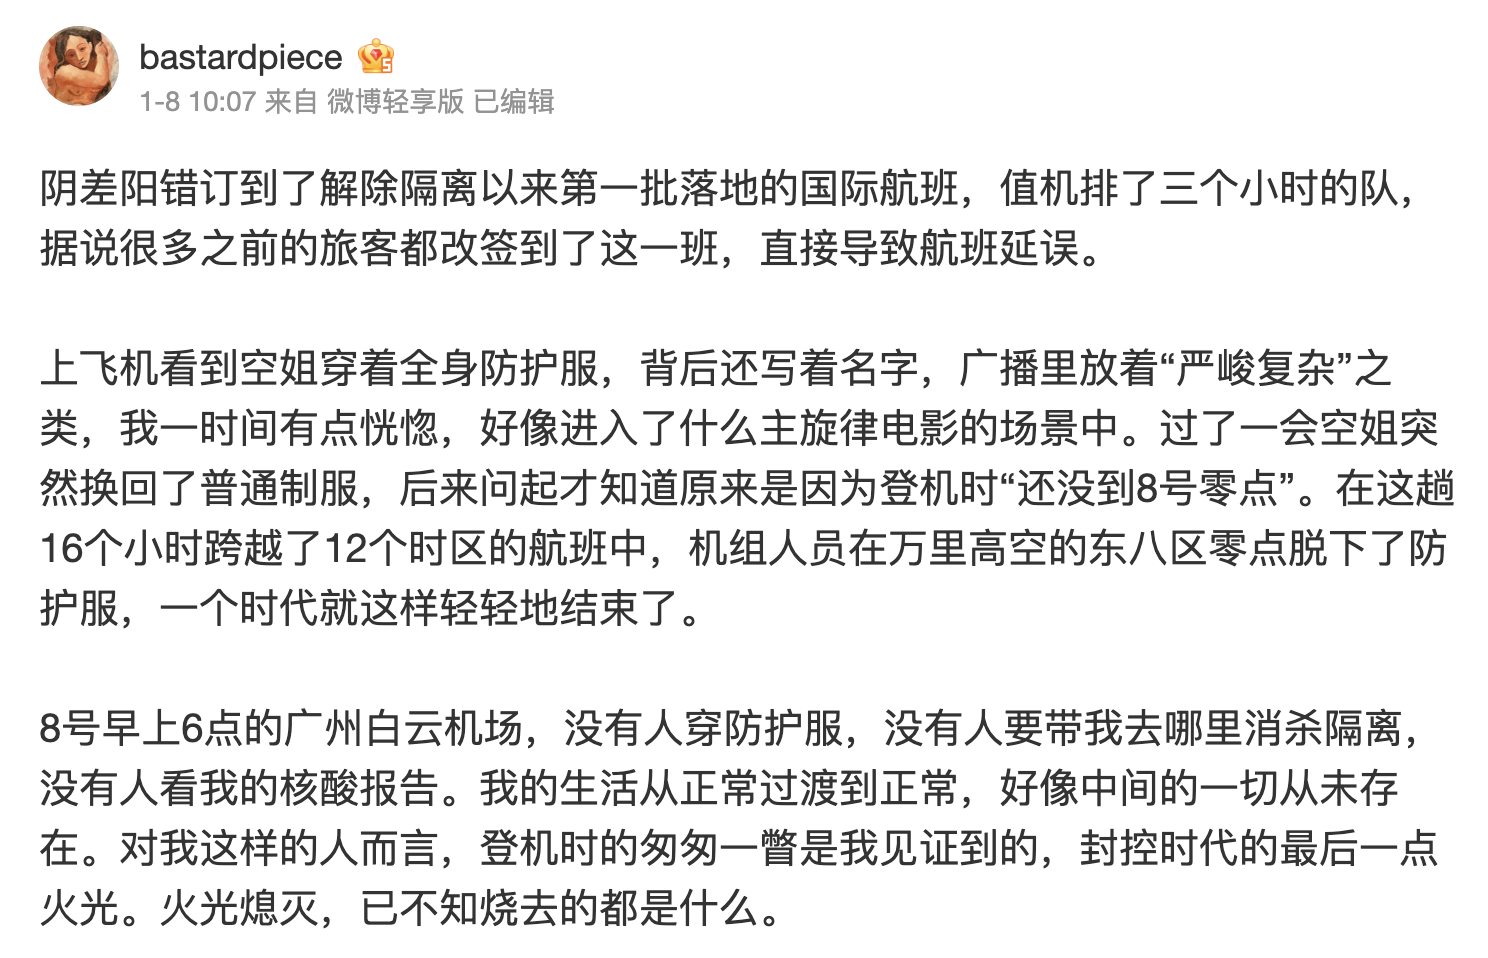 bastardpiece
1-8 10:07 来自 微博轻享版 已编辑
阴差阳错订到了解除隔离以来第一批落地的国际航班，值机排了三个小时的队，
据说很多之前的旅客都改签到了这一班，直接导致航班延误。
上飞机看到空姐穿着全身防护服，背后还写着名字，广播里放着“严峻复杂”之
类，我一时间有点恍惚，好像进入了什么主旋律电影的场景中。过了一会空姐突
然换回了普通制服，后来问起才知道原来是因为登机时“还没到8号零点”。在这趟
16个小时跨越了12个时区的航班中，机组人员在万里高空的东八区零点脱下了防
护服，一个时代就这样轻轻地结束了。
8号早上6点的广州白云机场，没有人穿防护服，没有人要带我去哪里消杀隔离，
没有人看我的核酸报告。我的生活从正常过渡到正常，好像中间的一切从未存
在。对我这样的人而言，登机时的匆匆一瞥是我见证到的，封控时代的最后一点
火光。火光熄灭，已不知烧去的都是什么。